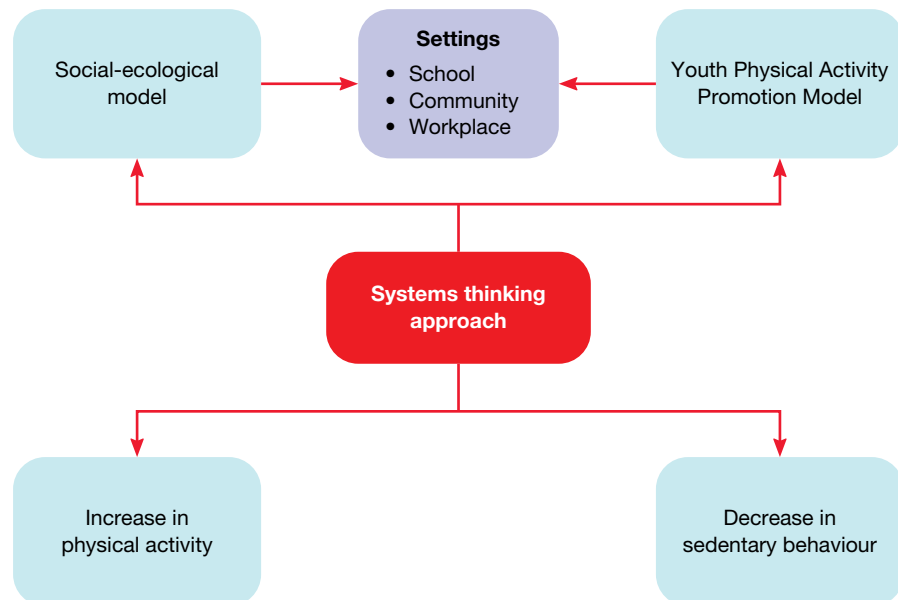 Social-ecological
model
Settings
• School
• Community
• Workplace
Youth Physical Activity
Promotion Model
Systems thinking
approach
Increase in
physical activity
Decrease in
sedentary behaviour